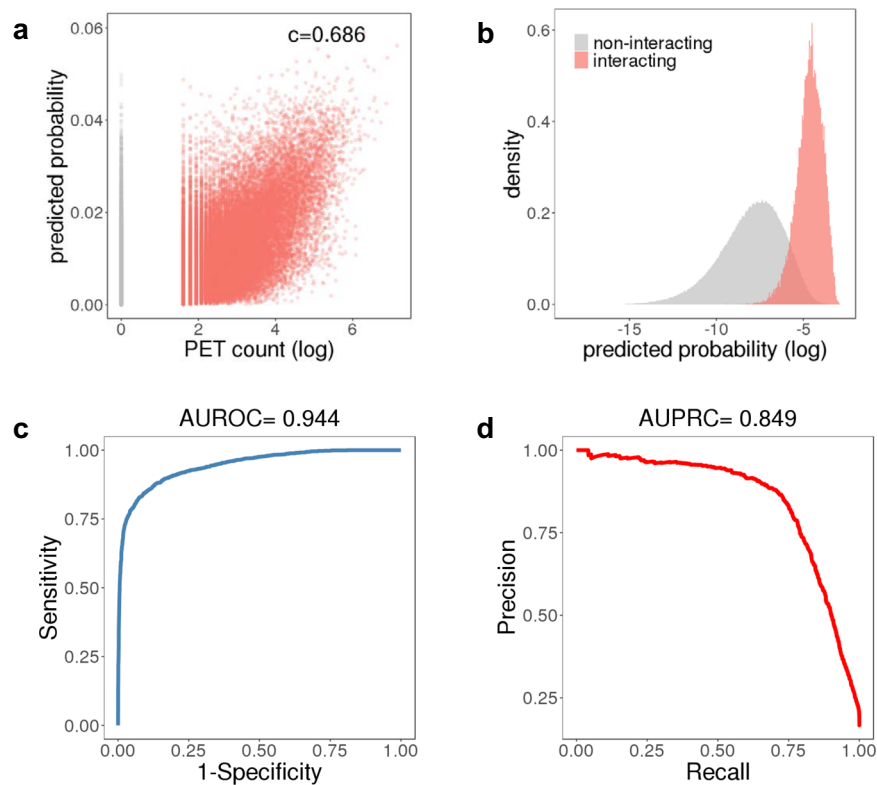 a
c=0.686
predicted probability
0.06
0.04
0.02
0.00
0
2
4
6
PET count (log)
b
non-interacting
interacting
density
0.6
0.4
0.2
0.0
-15
-10
-5
predicted probability (log)
c
AUROC= 0.944
Sensitivity
1.00
0.75
0.50
0.25
0.00
0.00
0.25
0.50
0.75
1.00
1-Specificity
d
AUPRC= 0.849
Precision
1.00
0.75
0.50
0.25
0.00
0.25
0.50
0.75
1.00
Recall